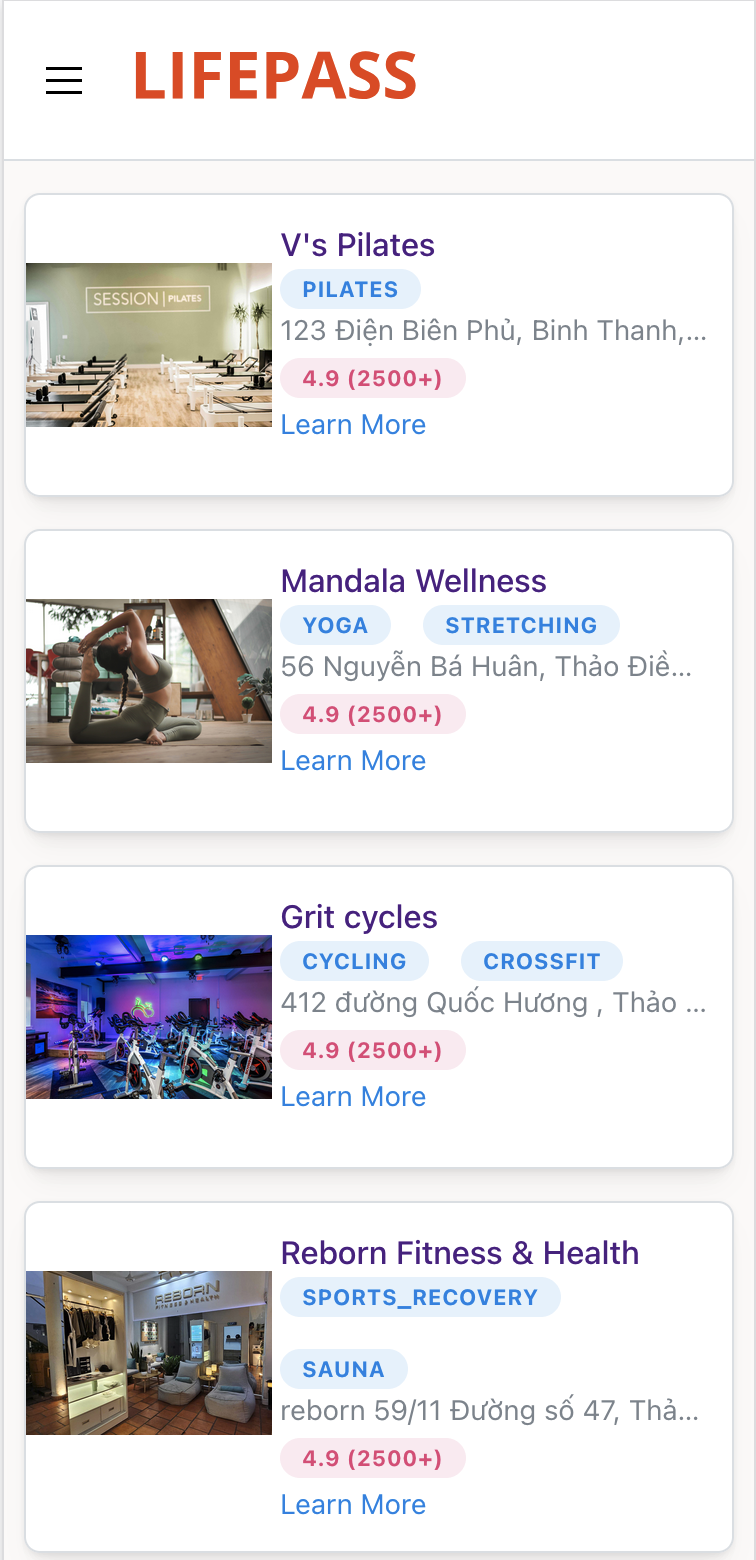 LIFEPASS
V's Pilates
SESSION | PILATES
PILATES
123 Điện Biên Phủ, Binh Thanh,...
4.9 (2500+)
Learn More
Mandala Wellness
YOGA STRETCHING
56 Nguyễn Bá Huân, Thảo Điề...
4.9 (2500+)
Learn More
Grit cycles
CYCLING CROSSFIT
412 đường Quốc Hương , Thảo ...
4.9 (2500+)
Learn More
Reborn Fitness & Health
REBORN
FITNESS & HEALTH
SPORTS_RECOVERY
SAUNA
reborn 59/11 Đường số 47, Thả...
4.9 (2500+)
Learn More